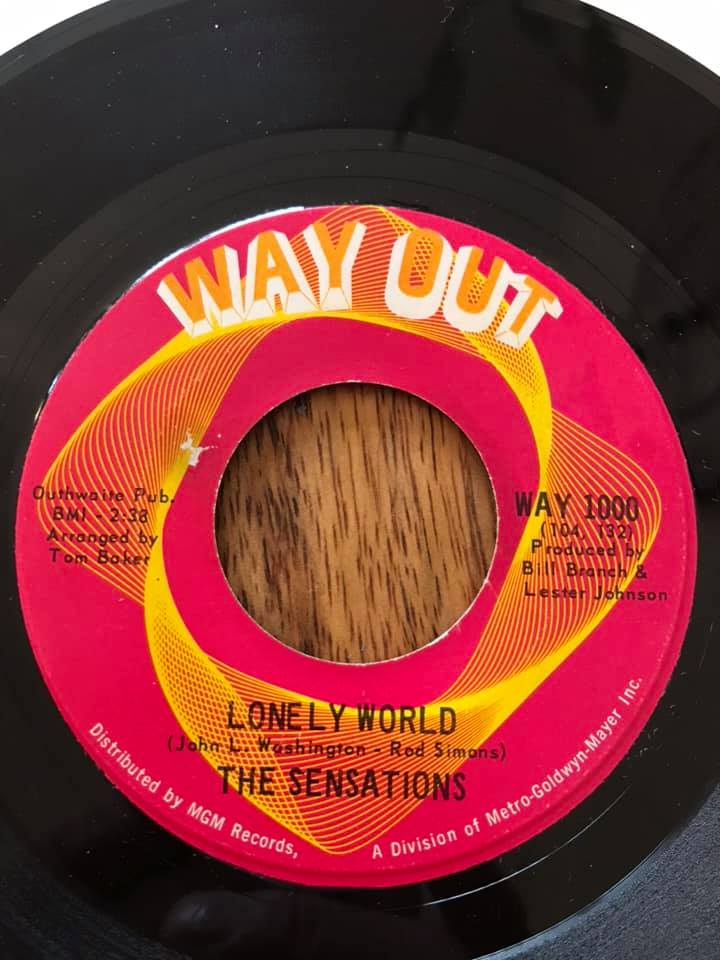 WAY OUT
Outhwaite Pub.
BMI - 2:38
Arranged by
Tom Baker
WAY 1000
(104, 132)
Produced by
Bill Branch &
Lester Johnson
LONELY WORLD
(John L. Washington - Rod Simons)
THE SENSATIONS
Distributed by MGM Records, A Division of Metro-Goldwyn-Mayer Inc.